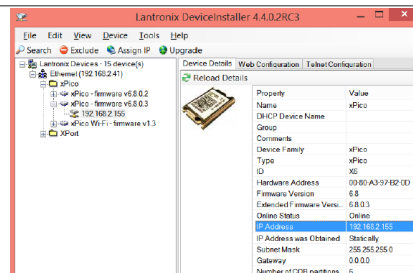 Lantronix DeviceInstaller 4.4.0.2RC3
File Edit View Device Tools Help
Search Exclude Assign IP Upgrade
Lantronix Devices - 15 device(s)
Ethernet (192.168.2.41)
xPico
xPico - firmware v6.8.0.2
xPico - firmware v6.8.0.3
192.168.2.155
xPico Wi-Fi - firmware v1.3
XPort
Device Details Web Configuration Telnet Configuration
Reload Details
Property Value
Name xPico
DHCP Device Name
Group
Comments
Device Family xPico
Type xPico
ID X6
Hardware Address 00-80-A3-97-B2-0D
Firmware Version 6.8
Extended Firmware Versi... 6.8.0.3
Online Status Online
IP Address 192.168.2.155
IP Address was Obtained Statically
Subnet Mask 255.255.255.0
Gateway 0.0.0.0
Number of COB partitions 6